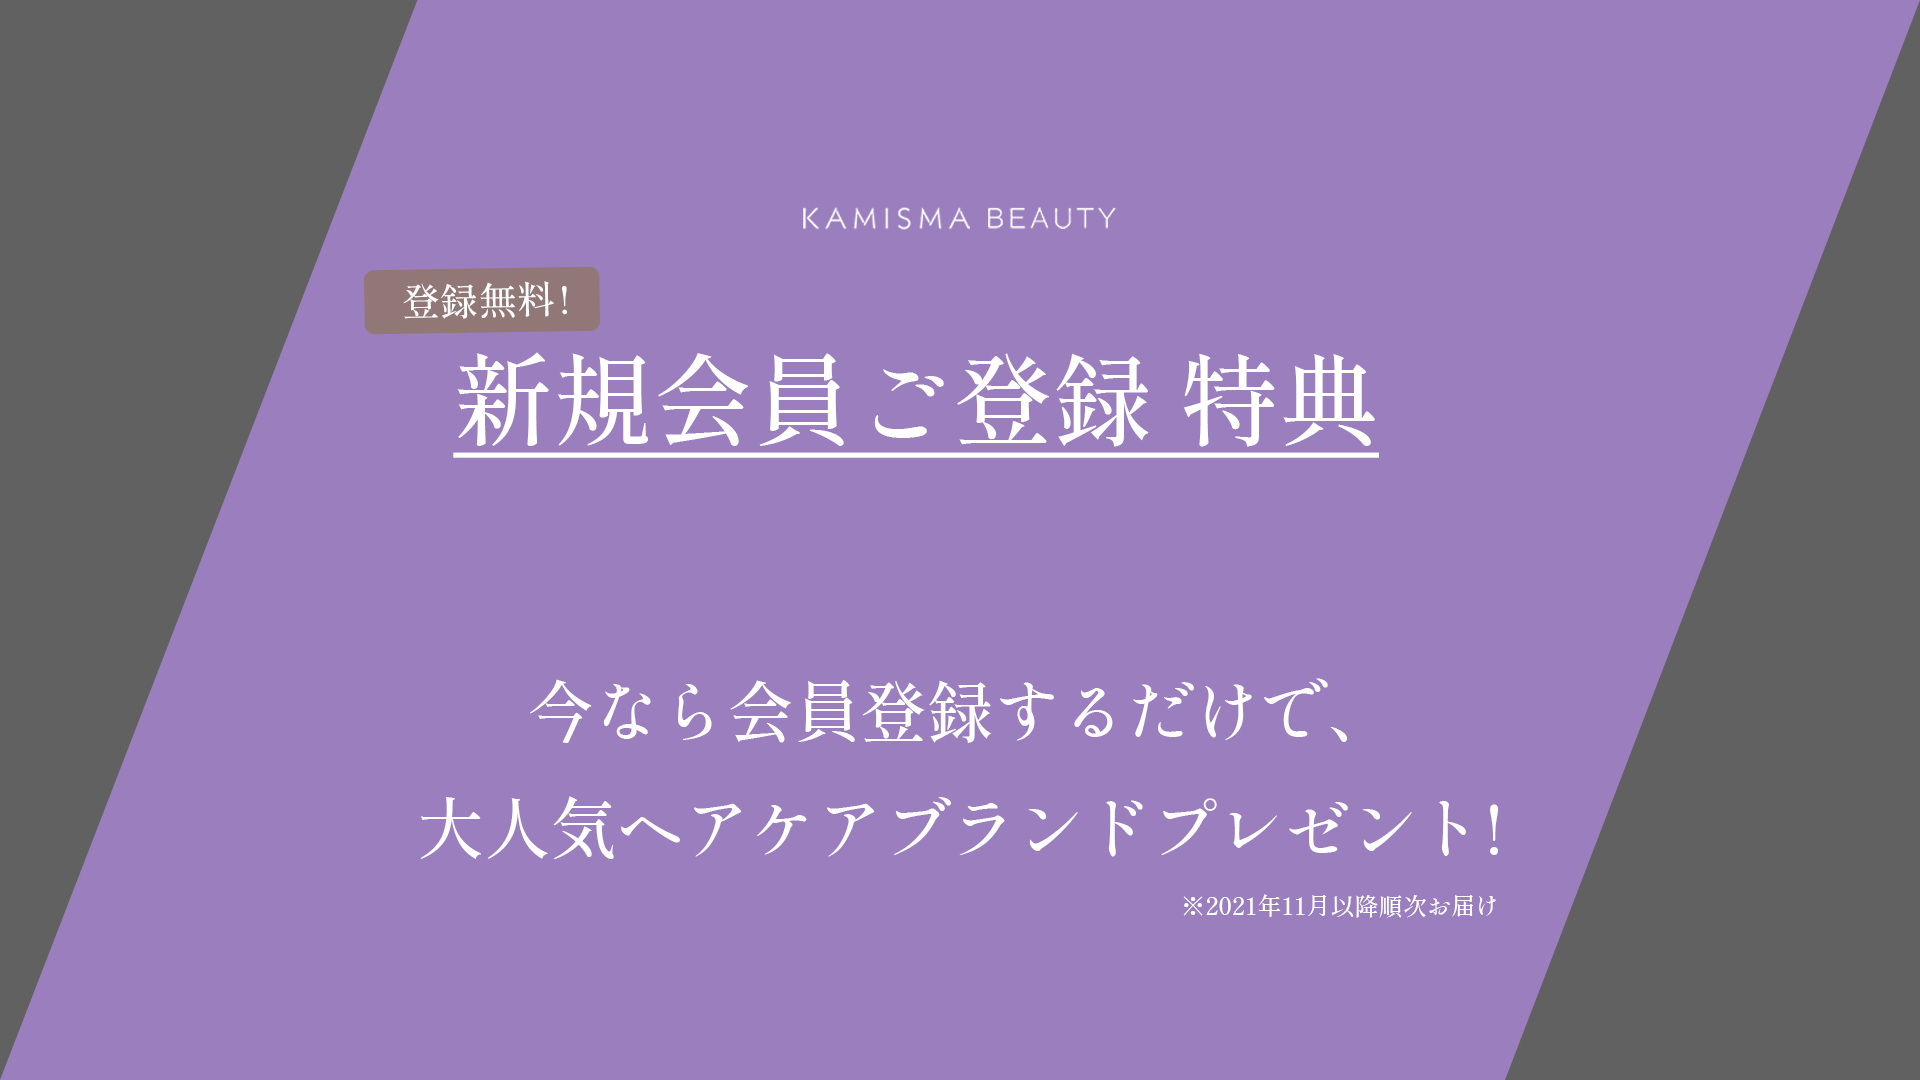 KAMISMA BEAUTY
登録無料！
新規会員ご登録 特典
今なら会員登録するだけで、
大人気ヘアケアブランドプレゼント！
※2021年11月以降順次お届け